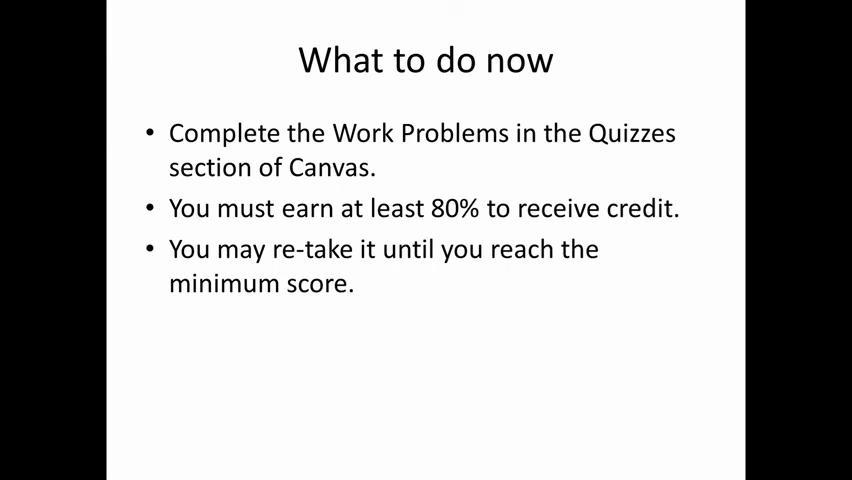 What to do now
• Complete the Work Problems in the Quizzes
section of Canvas.
• You must earn at least 80% to receive credit.
• You may re-take it until you reach the
minimum score.